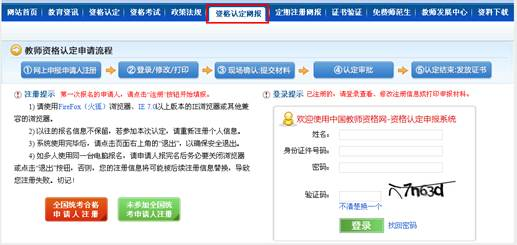 网站首页 教育资讯 资格认定 资格考试 政策法规 资格认定网报 定期注册网报 证书验证 免费师范生 教师发展中心 资料下载
教师资格认定申请流程
①网上申报申请人注册 ②登录/修改/打印 ③现场确认:提交材料 ④认定审批 ⑤认定结束:发放证书
注册提示 第一次报名的申请人,请点击“注册”按钮开始填报。
1)请使用FireFox(火狐)浏览器、IE 7.0以上版本的IE浏览器或其他兼
容的浏览器。
2)以往的报名信息不保留,若参加本次认定,请重新注册个人信息。
3)系统使用完毕后,请点击页面右上角的“退出”,以确保安全退出。
4)如多人使用同一台电脑报名,请申请人报完名后务必要关闭浏览器
或点击“退出”按钮,否则,您的注册信息将可能被后续注册信息替换,导致
您注册失败。切记!
全国统考合格
申请人注册
未参加全国统
考申请人注册
登录提示 已注册的,请登录查看、修改注册信息或打印申报材料。
欢迎使用中国教师资格网-资格认定申报系统
姓名:
身份证件号码:
密码:
验证码:
不清楚换一个
登录 找回密码